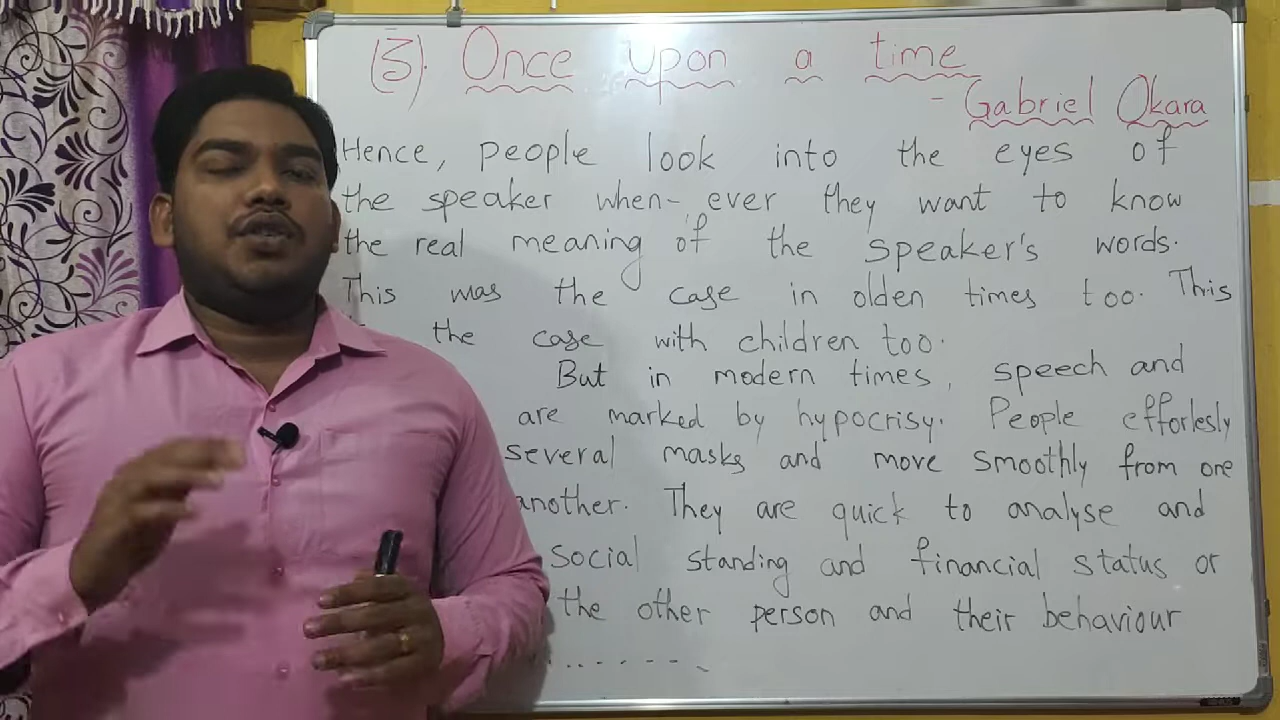 (3). Once upon a time
- Gabriel Okara
Hence, people look into the eyes of
the speaker when- ever they want to know
the real meaning of the speaker's words.
This was the case in olden times too. This
the case with children too.
But in modern times, speech and
are marked by hypocrisy. People efforlesly
several masks and move smoothly from one
another. They are quick to analyse and
social standing and financial status or
the other person and their behaviour